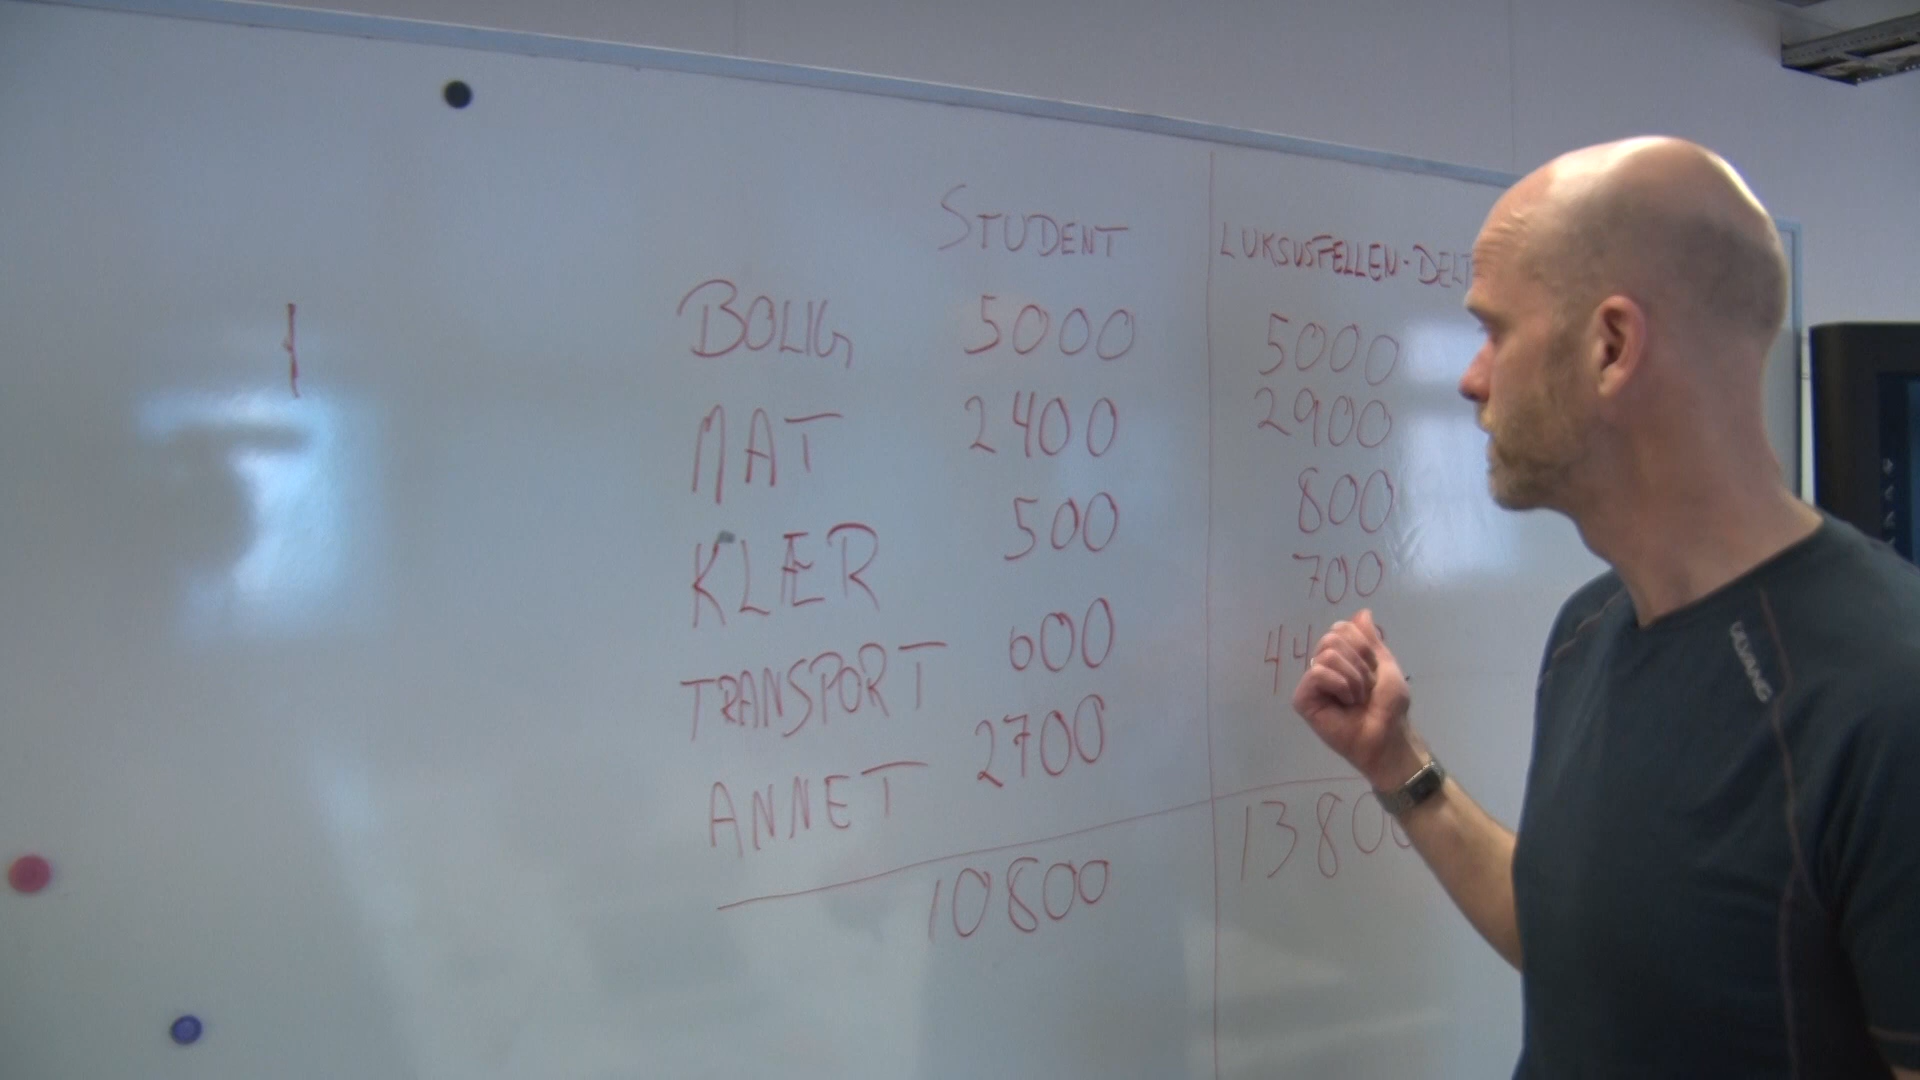 STUDENT LUKSUSFELLEN-DELT
BOLIG 5000 5000
MAT 2400 2900
KLÆR 500 800
TRANSPORT 600 700
ANNET 2700
10800 13800
ULVANG